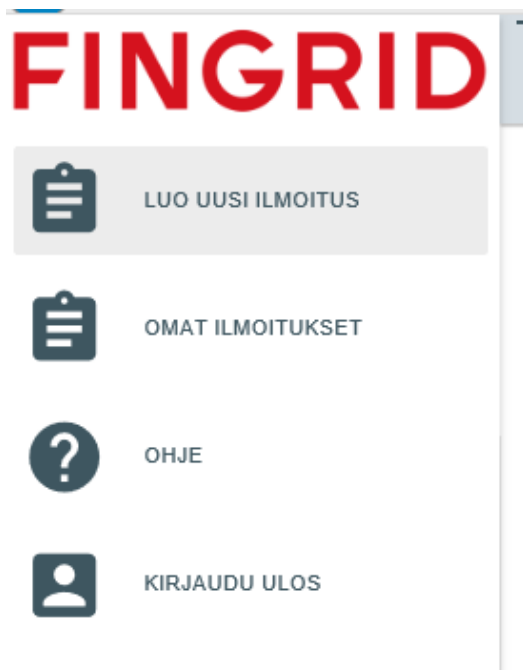 FINGRID
LUO UUSI ILMOITUS
OMAT ILMOITUKSET
OHJE
KIRJAUDU ULOS